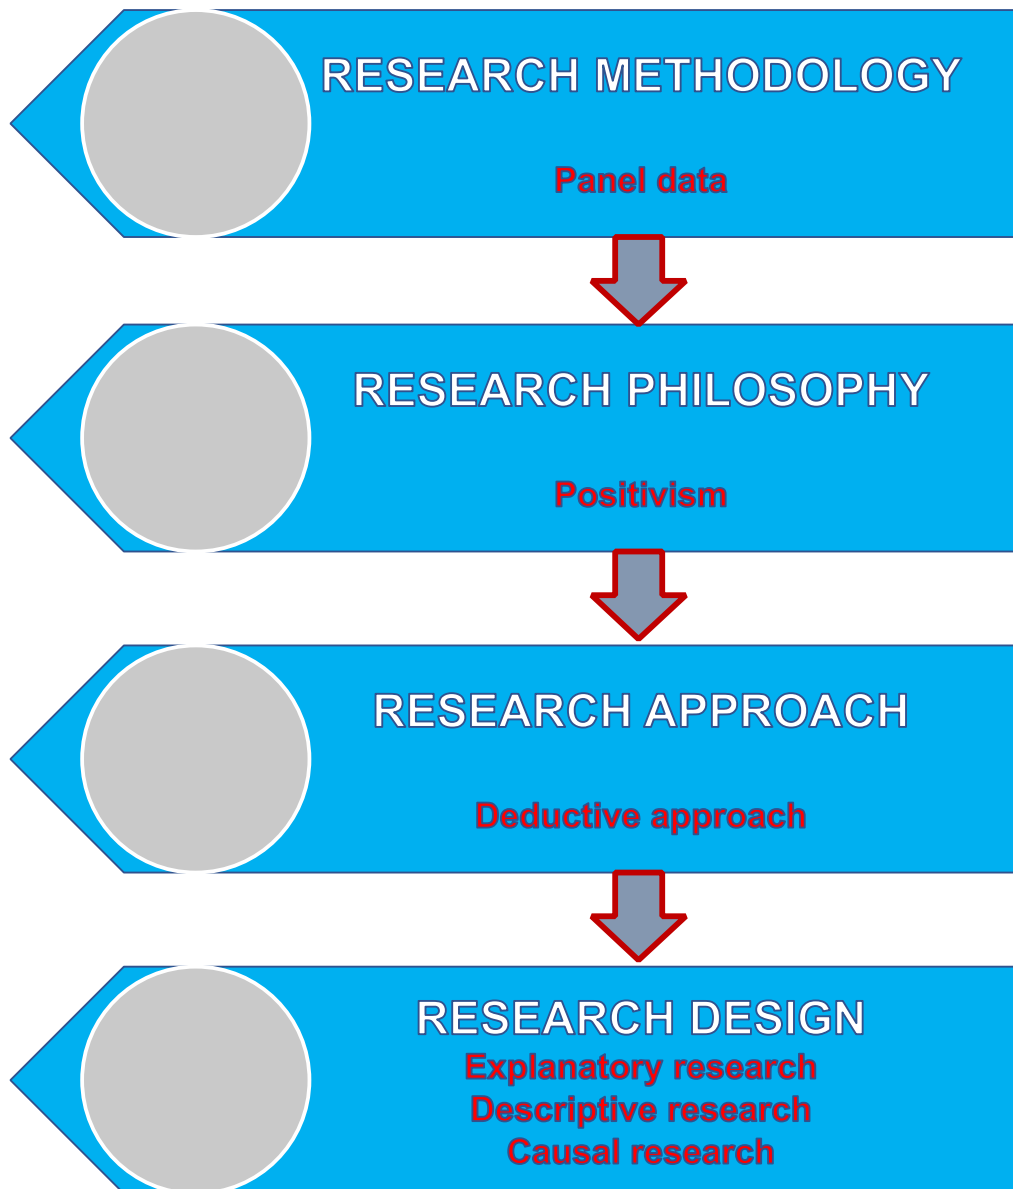 RESEARCH METHODOLOGY
Panel data
RESEARCH PHILOSOPHY
Positivism
RESEARCH APPROACH
Deductive approach
RESEARCH DESIGN
Explanatory research
Descriptive research
Causal research